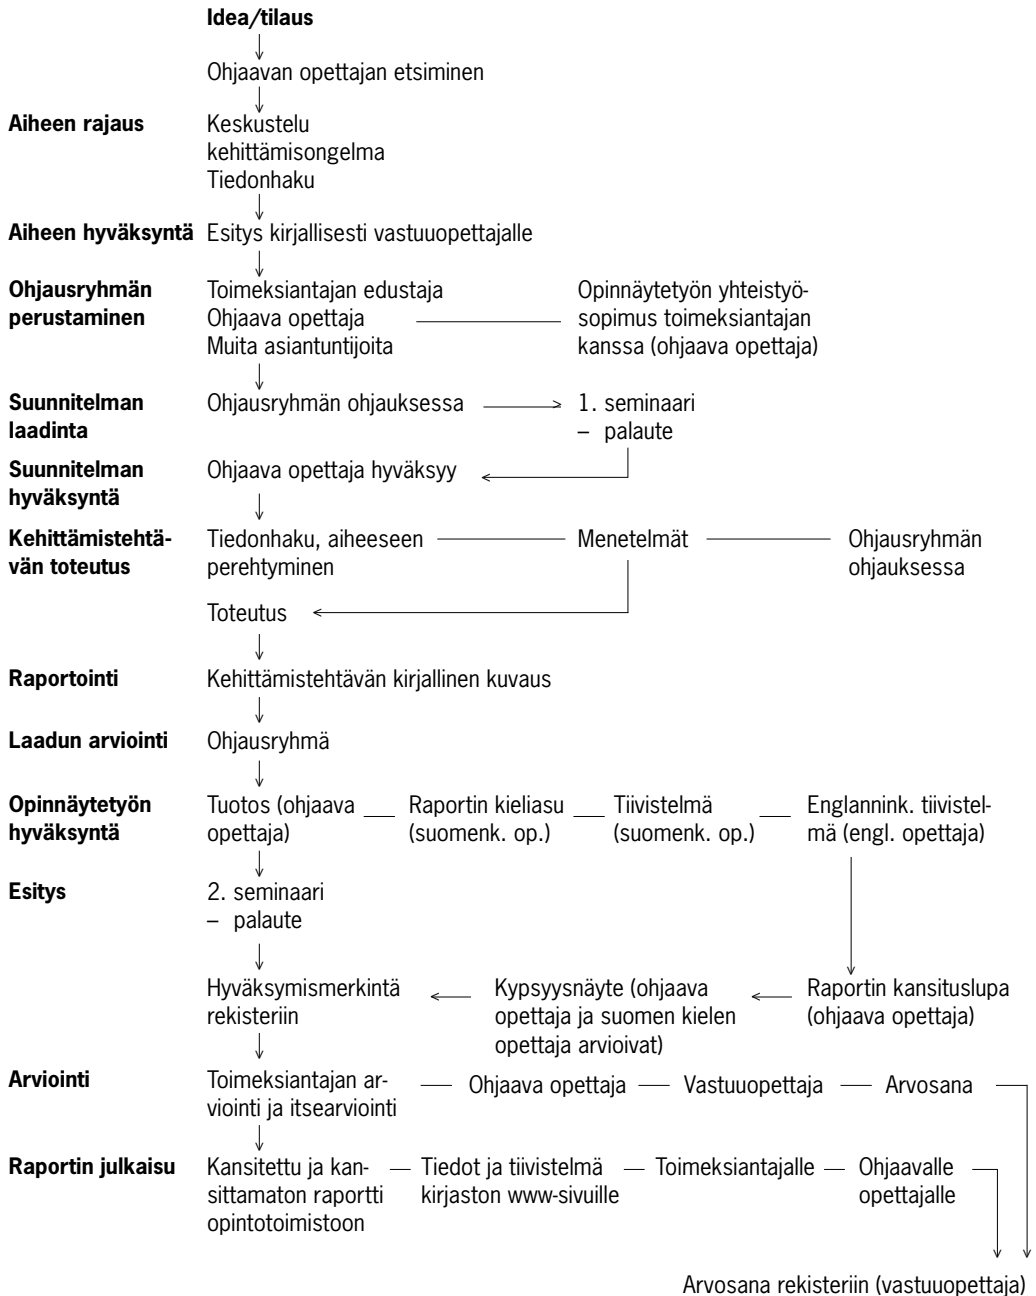 Idea/tilaus
Ohjaavan opettajan etsiminen
Aiheen rajaus Keskustelu
kehittämisongelma
Tiedonhaku
Aiheen hyväksyntä Esitys kirjallisesti vastuuopettajalle
Ohjausryhmän Toimeksiantajan edustaja Opinnäytetyön yhteistyö-
perustaminen Ohjaava opettaja sopimus toimeksiantajan
Muita asiantuntijoita kanssa (ohjaava opettaja)
Suunnitelman Ohjausryhmän ohjauksessa 1. seminaari
laadinta – palaute
Suunnitelman Ohjaava opettaja hyväksyy
hyväksyntä
Kehittämistehtä- Tiedonhaku, aiheeseen Menetelmät Ohjausryhmän
vän toteutus perehtyminen ohjauksessa
Toteutus
Raportointi Kehittämistehtävän kirjallinen kuvaus
Laadun arviointi Ohjausryhmä
Opinnäytetyön Tuotos (ohjaava Raportin kieliasu Tiivistelmä Englannink. tiivistel-
hyväksyntä opettaja) (suomenk. op.) (suomenk. op.) mä (engl. opettaja)
Esitys 2. seminaari
– palaute
Hyväksymismerkintä Kypsyysnäyte (ohjaava Raportin kansituslupa
rekisteriin opettaja ja suomen kielen (ohjaava opettaja)
opettaja arvioivat)
Arviointi Toimeksiantajan ar- Ohjaava opettaja Vastuuopettaja Arvosana
viointi ja itsearviointi
Raportin julkaisu Kansitettu ja kan- Tiedot ja tiivistelmä Toimeksiantajalle Ohjaavalle
sittamaton raportti kirjaston www-sivuille opettajalle
opintotoimistoon
Arvosana rekisteriin (vastuuopettaja)